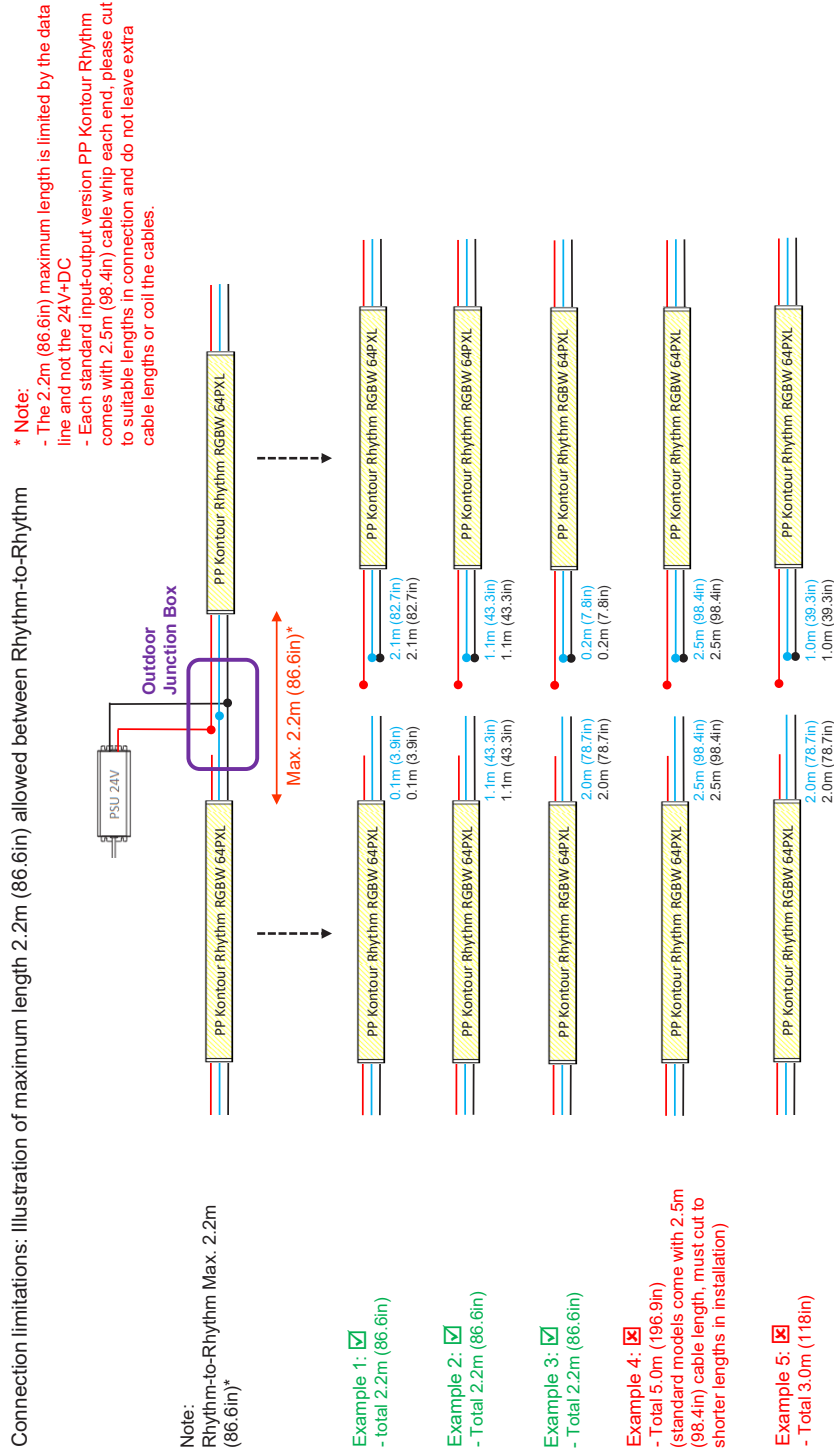 Connection limitations: Illustration of maximum length 2.2m (86.6in) allowed between Rhythm-to-Rhythm
* Note:
- The 2.2m (86.6in) maximum length is limited by the data
line and not the 24V+DC
- Each standard input-output version PP Kontour Rhythm
comes with 2.5m (98.4in) cable whip each end, please cut
to suitable lengths in connection and do not leave extra
cable lengths or coil the cables.
PSU 24V
Outdoor
Junction Box
Note:
Rhythm-to-Rhythm Max. 2.2m
(86.6in)*
PP Kontour Rhythm RGBW 64PXL
PP Kontour Rhythm RGBW 64PXL
Max. 2.2m (86.6in)*
Example 1: ☑
- total 2.2m (86.6in)
PP Kontour Rhythm RGBW 64PXL
0.1m (3.9in)
0.1m (3.9in)
2.1m (82.7in)
2.1m (82.7in)
PP Kontour Rhythm RGBW 64PXL
Example 2: ☑
- Total 2.2m (86.6in)
PP Kontour Rhythm RGBW 64PXL
1.1m (43.3in)
1.1m (43.3in)
1.1m (43.3in)
1.1m (43.3in)
PP Kontour Rhythm RGBW 64PXL
Example 3: ☑
- Total 2.2m (86.6in)
PP Kontour Rhythm RGBW 64PXL
2.0m (78.7in)
2.0m (78.7in)
0.2m (7.8in)
0.2m (7.8in)
PP Kontour Rhythm RGBW 64PXL
Example 4: ☒
- Total 5.0m (196.9in)
(standard models come with 2.5m
(98.4in) cable length, must cut to
shorter lengths in installation)
PP Kontour Rhythm RGBW 64PXL
2.5m (98.4in)
2.5m (98.4in)
2.5m (98.4in)
2.5m (98.4in)
PP Kontour Rhythm RGBW 64PXL
Example 5: ☒
- Total 3.0m (118in)
PP Kontour Rhythm RGBW 64PXL
2.0m (78.7in)
2.0m (78.7in)
1.0m (39.3in)
1.0m (39.3in)
PP Kontour Rhythm RGBW 64PXL